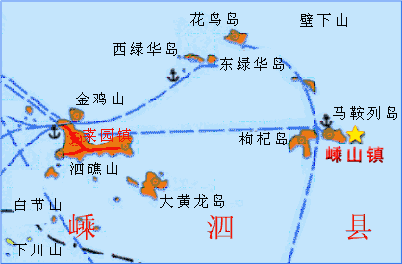 花鸟岛
壁下山
西绿华岛
东绿华岛
金鸡山
马鞍列岛
菜园镇
枸杞岛
嵊山镇
泗礁山
大黄龙岛
白节山
嵊泗县
下川山